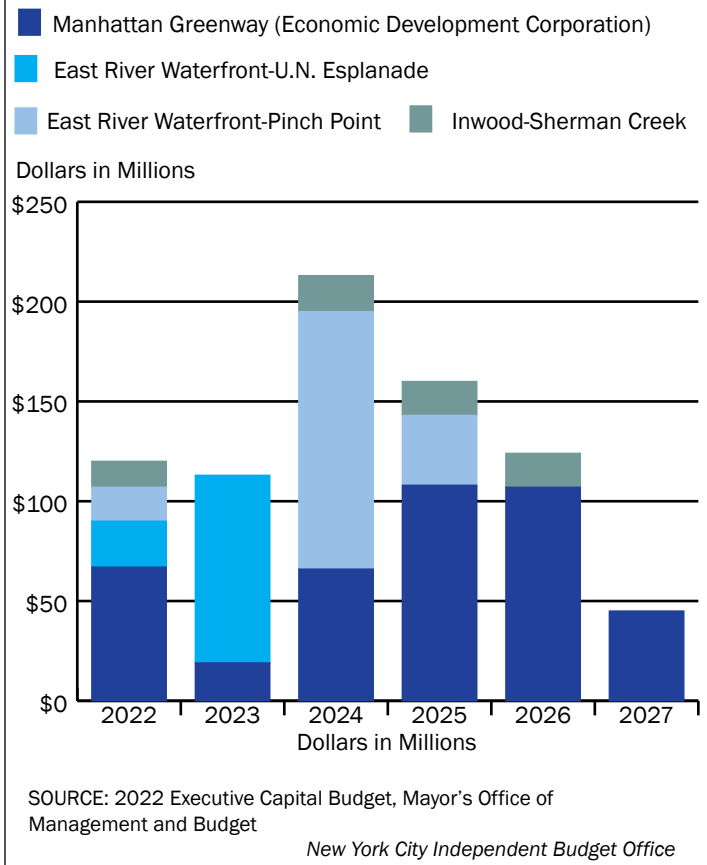 Manhattan Greenway (Economic Development Corporation)
East River Waterfront-U.N. Esplanade
East River Waterfront-Pinch Point
Inwood-Sherman Creek
Dollars in Millions
$250
$200
$150
$100
$50
$0
2022 2023 2024 2025 2026 2027
Dollars in Millions
SOURCE: 2022 Executive Capital Budget, Mayor’s Office of
Management and Budget
New York City Independent Budget Office